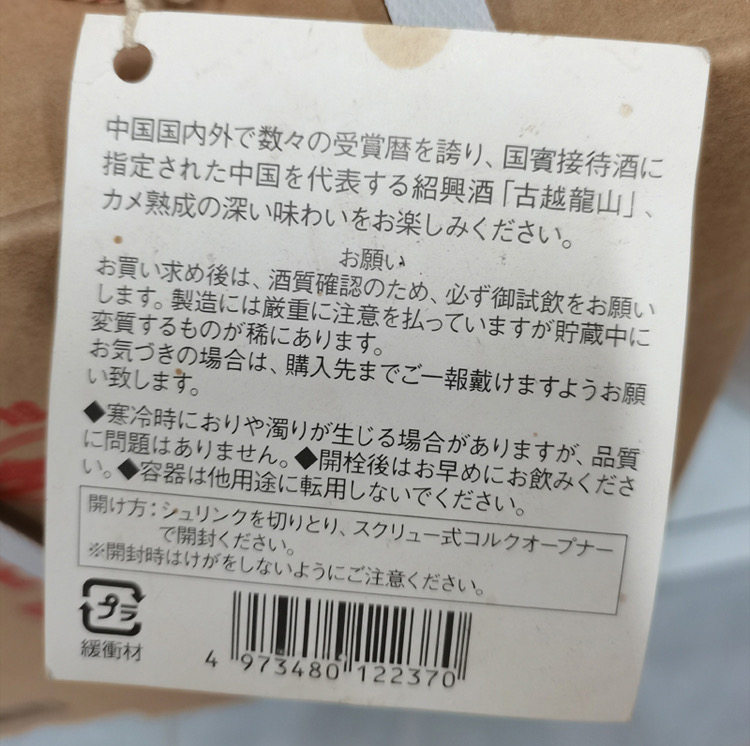 中国国内外で数々の受賞暦を誇り、国賓接待酒に
指定された中国を代表する紹興酒「古越龍山」、
カメ熟成の深い味わいをお楽しみください。
お願い
お買い求め後は、酒質確認のため、必ず御試飲をお願い
します。製造には厳重に注意を払っていますが貯蔵中に
変質するものが稀にあります。
お気づきの場合は、購入先までご一報戴けますようお願
い致します。
◆寒冷時におりや濁りが生じる場合がありますが、品質
に問題はありません。◆開栓後はお早めにお飲みくださ
い。◆容器は他用途に転用しないでください。
開け方：シュリンクを切りとり、スクリュー式コルクオープナー
で開封ください。
※開封時はけがをしないようにご注意ください。
プラ
緩衝材
4 973480 122370